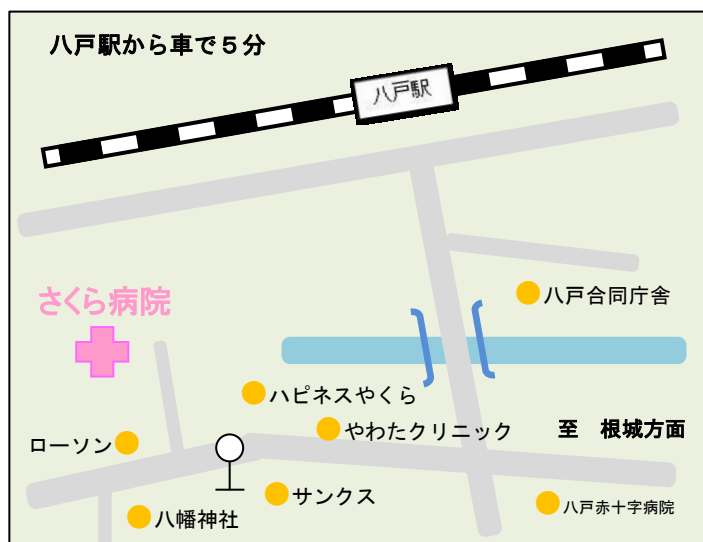 八戸駅から車で５分
八戸駅
さくら病院
八戸合同庁舎
ハピネスやくら
やわたクリニック
至　根城方面
ローソン
サンクス
八幡神社
八戸赤十字病院